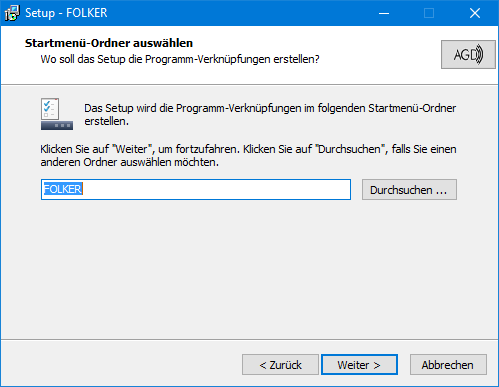 Setup - FOLKER
Startmenü-Ordner auswählen
Wo soll das Setup die Programm-Verknüpfungen erstellen?
AGD
Das Setup wird die Programm-Verknüpfungen im folgenden Startmenü-Ordner
erstellen.
Klicken Sie auf "Weiter", um fortzufahren. Klicken Sie auf "Durchsuchen", falls Sie einen
anderen Ordner auswählen möchten.
FOLKER
Durchsuchen ...
< Zurück
Weiter >
Abbrechen